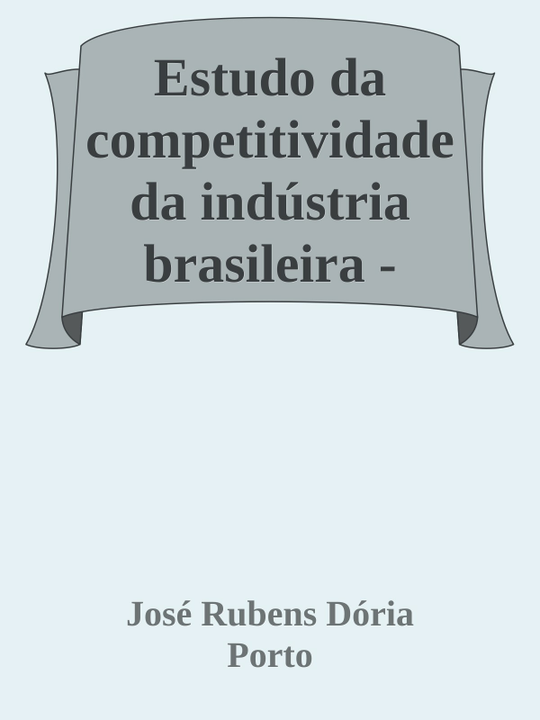 Estudo da
competitividade
da indústria
brasileira -
José Rubens Dória
Porto